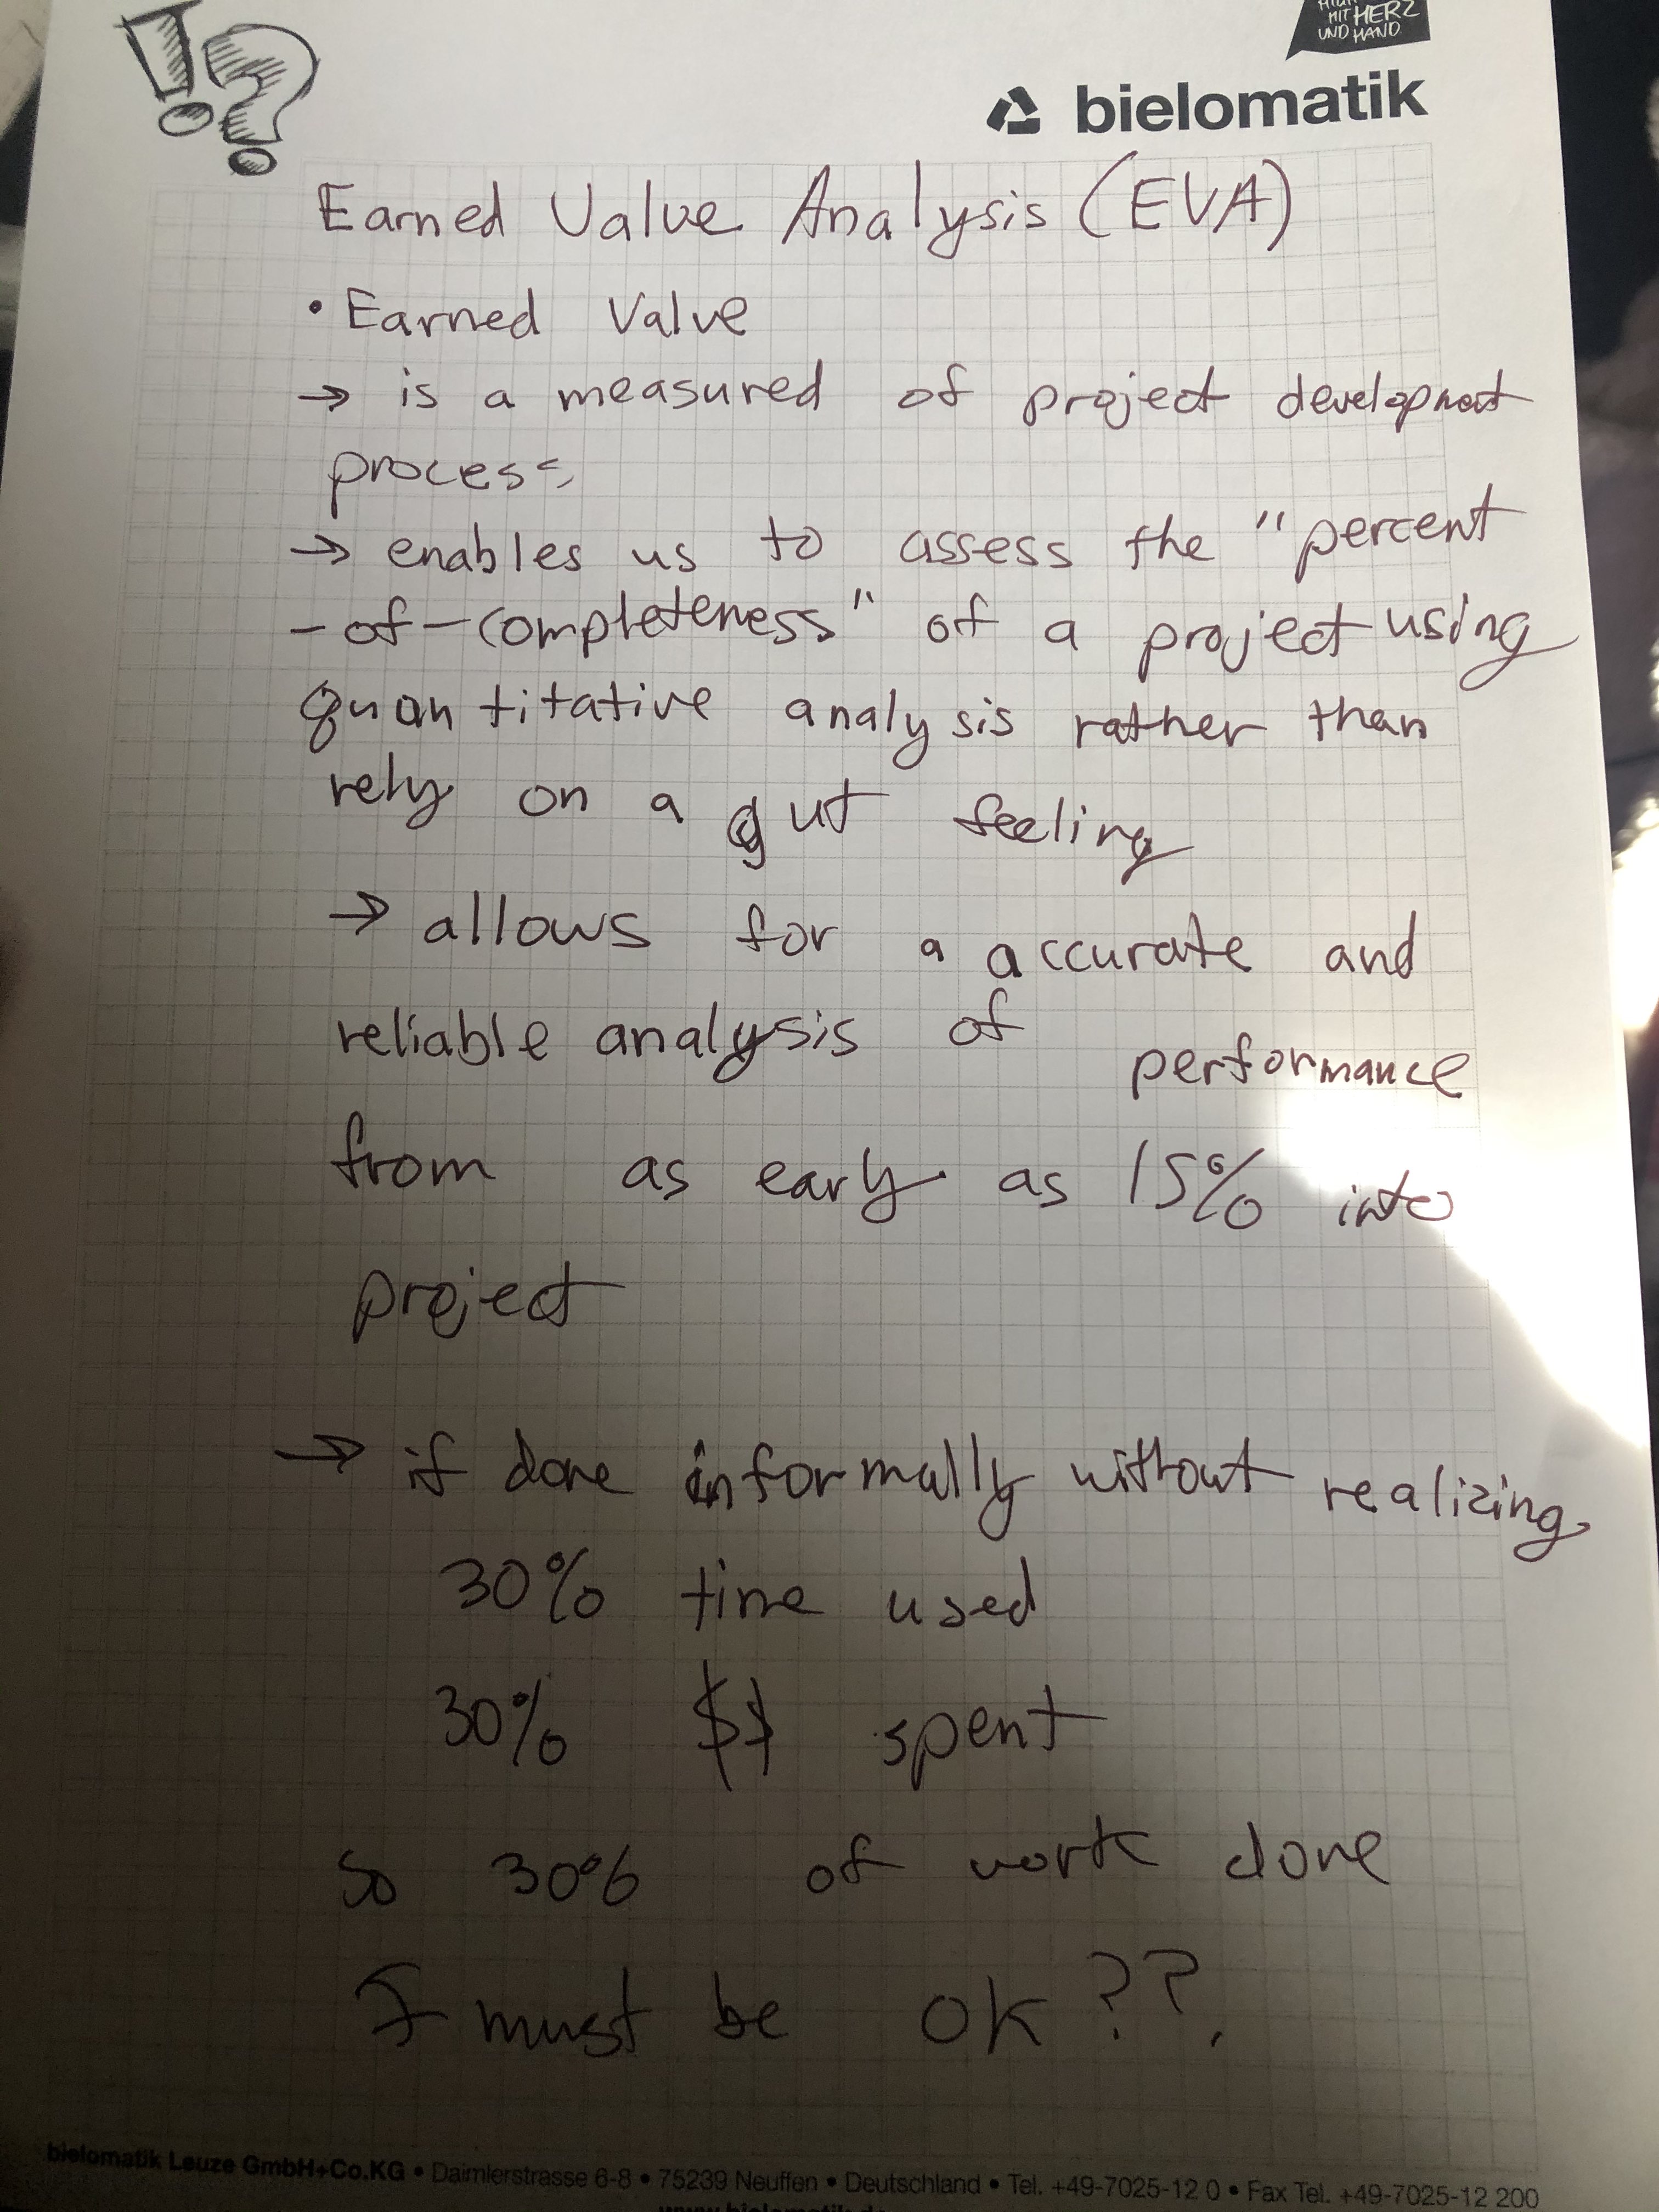 !?
MIT HERZ
UND HAND
bielomatik
Earned Value Analysis (EVA)
• Earned Value
→ is a measured of project development
process
→ enables us to assess the "percent
-of-completeness" of a project using
quantitative analysis rather than
rely on a gut feeling
→ allows for a accurate and
reliable analysis of performance
from as early as 15% into
project
→ if done informally without realizing
30% time used
30% $$ spent
so 30% of work done
I must be ok??.
bielomatik Leuze GmbH+Co.KG • Daimlerstrasse 6-8 • 75239 Neuffen • Deutschland • Tel. +49-7025-12 0 • Fax Tel. +49-7025-12 200